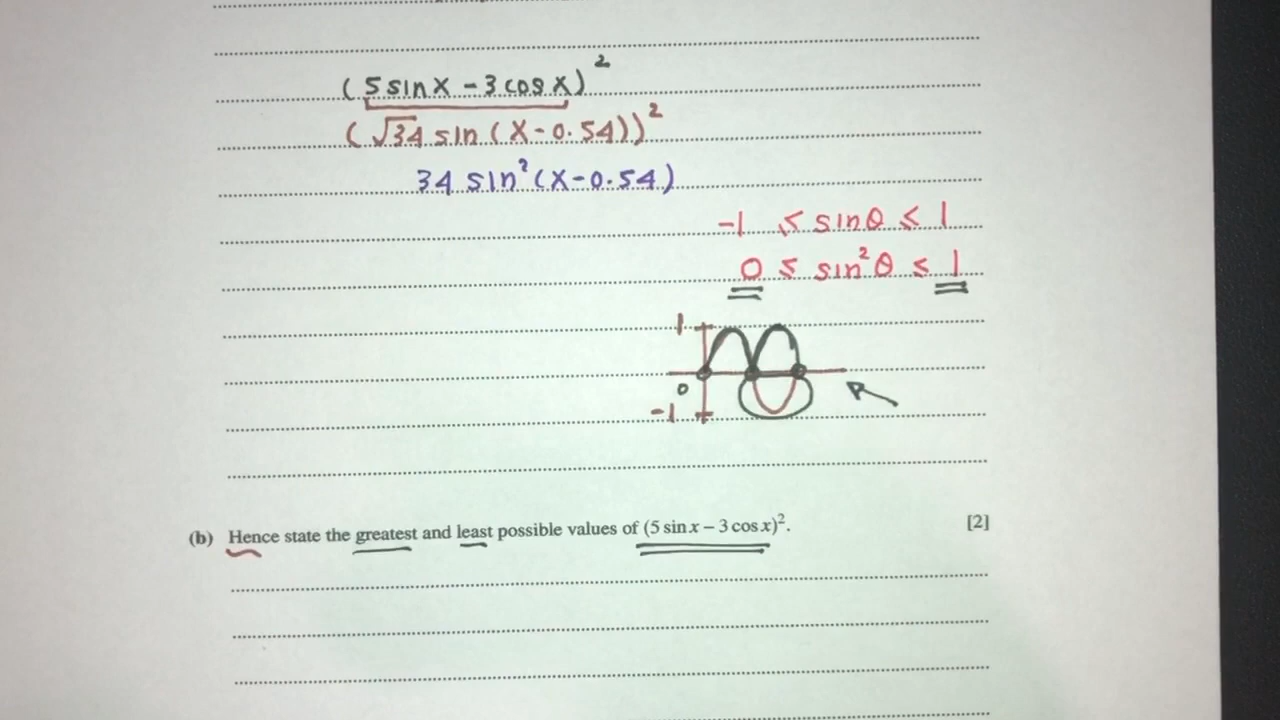 (5 sin x - 3 cos x)²
(√34 sin (x - 0.54))²
34 sin² (x - 0.54)
-1 ≤ sin θ ≤ 1
0 ≤ sin² θ ≤ 1
1
0
-1
(b) Hence state the greatest and least possible values of (5 sin x − 3 cos x)². [2]